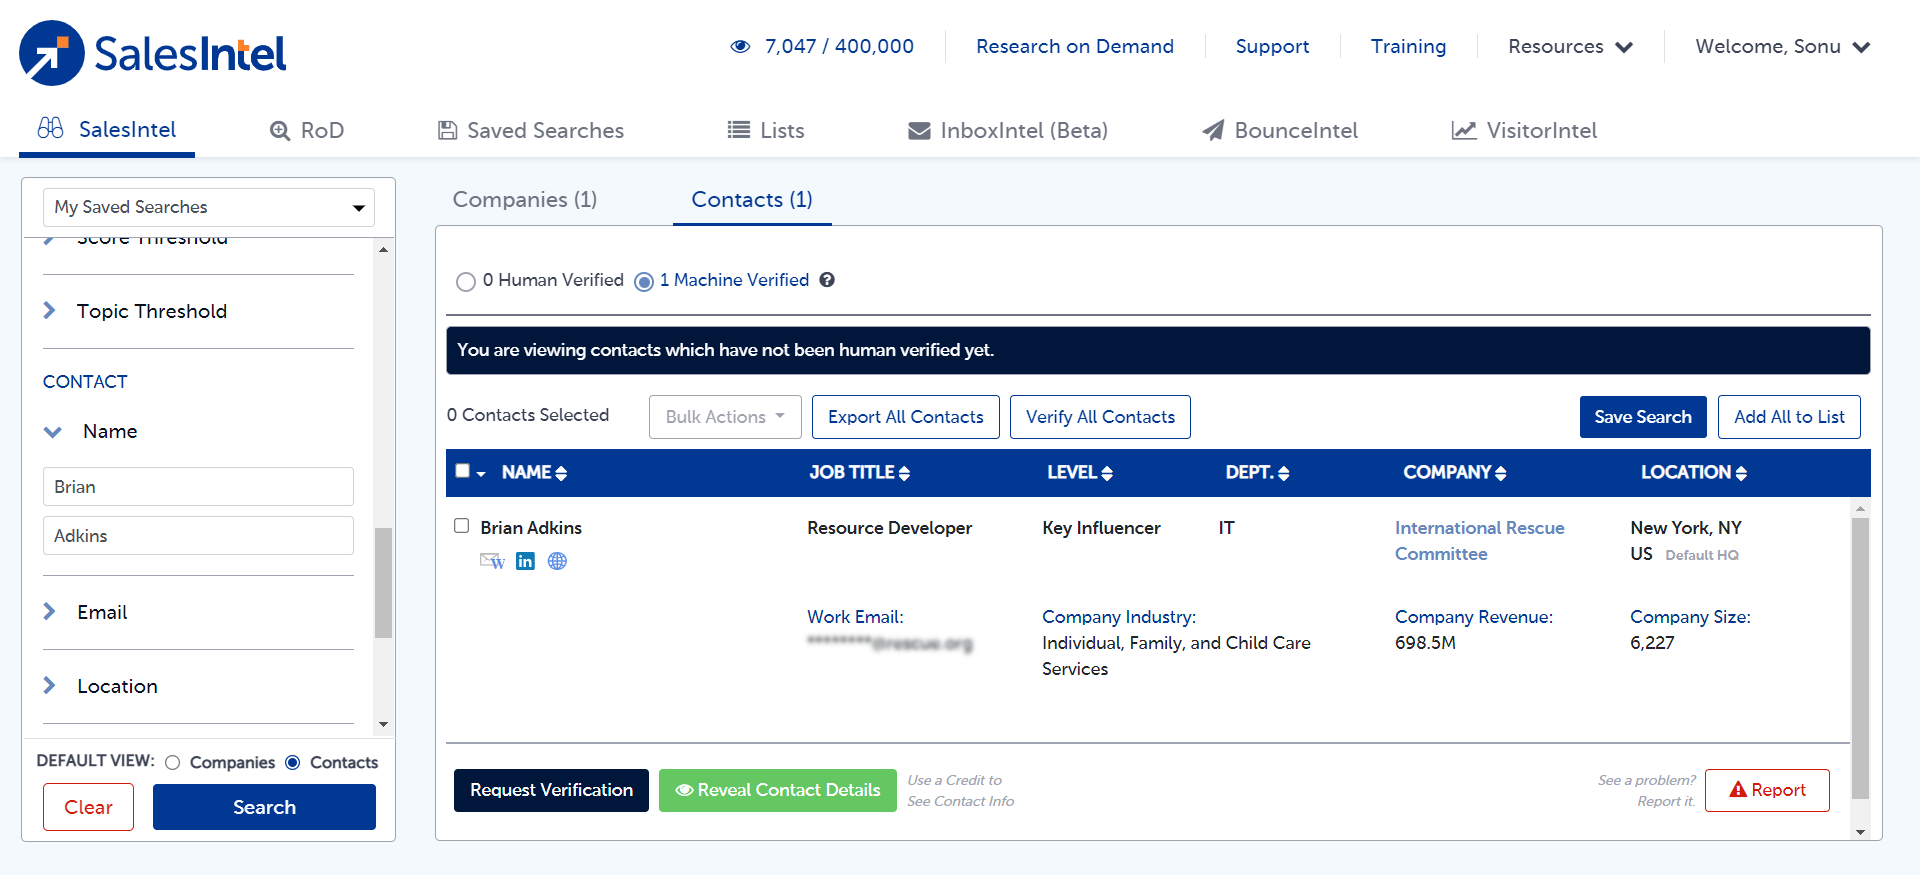 SalesIntel
7,047 / 400,000
Research on Demand
Support
Training
Resources
Welcome, Sonu
SalesIntel
RoD
Saved Searches
Lists
InboxIntel (Beta)
BounceIntel
VisitorIntel
My Saved Searches
Score Threshold
Topic Threshold
CONTACT
Name
Brian
Adkins
Email
Location
DEFAULT VIEW: Companies Contacts
Clear
Search
Companies (1)
Contacts (1)
0 Human Verified 1 Machine Verified ?
You are viewing contacts which have not been human verified yet.
0 Contacts Selected
Bulk Actions
Export All Contacts
Verify All Contacts
Save Search
Add All to List
NAME JOB TITLE LEVEL DEPT. COMPANY LOCATION
Brian Adkins
W
in
Resource Developer
Key Influencer
IT
International Rescue
Committee
New York, NY
US Default HQ
Work Email:
********@rescue.org
Company Industry:
Individual, Family, and Child Care
Services
Company Revenue:
698.5M
Company Size:
6,227
Request Verification
Reveal Contact Details
Use a Credit to
See Contact Info
See a problem?
Report it.
Report